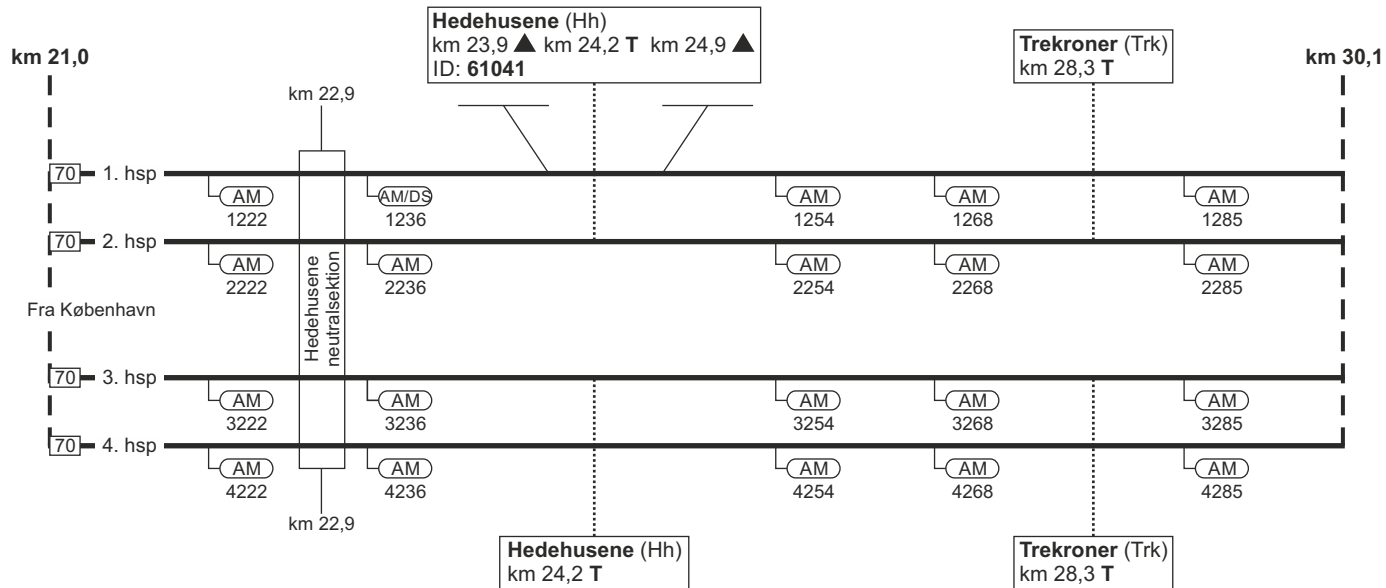 Hedehusene (Hh)
km 23,9 ▲ km 24,2 T km 24,9 ▲
ID: 61041
Trekroner (Trk)
km 28,3 T
km 21,0
km 30,1
km 22,9
70 1. hsp
AM AM/DS AM AM AM
1222 1236 1254 1268 1285
70 2. hsp
AM AM AM AM AM
2222 2236 2254 2268 2285
Fra København
Hedehusene
neutralsektion
70 3. hsp
AM AM AM AM AM
3222 3236 3254 3268 3285
70 4. hsp
AM AM AM AM AM
4222 4236 4254 4268 4285
km 22,9
Hedehusene (Hh)
km 24,2 T
Trekroner (Trk)
km 28,3 T